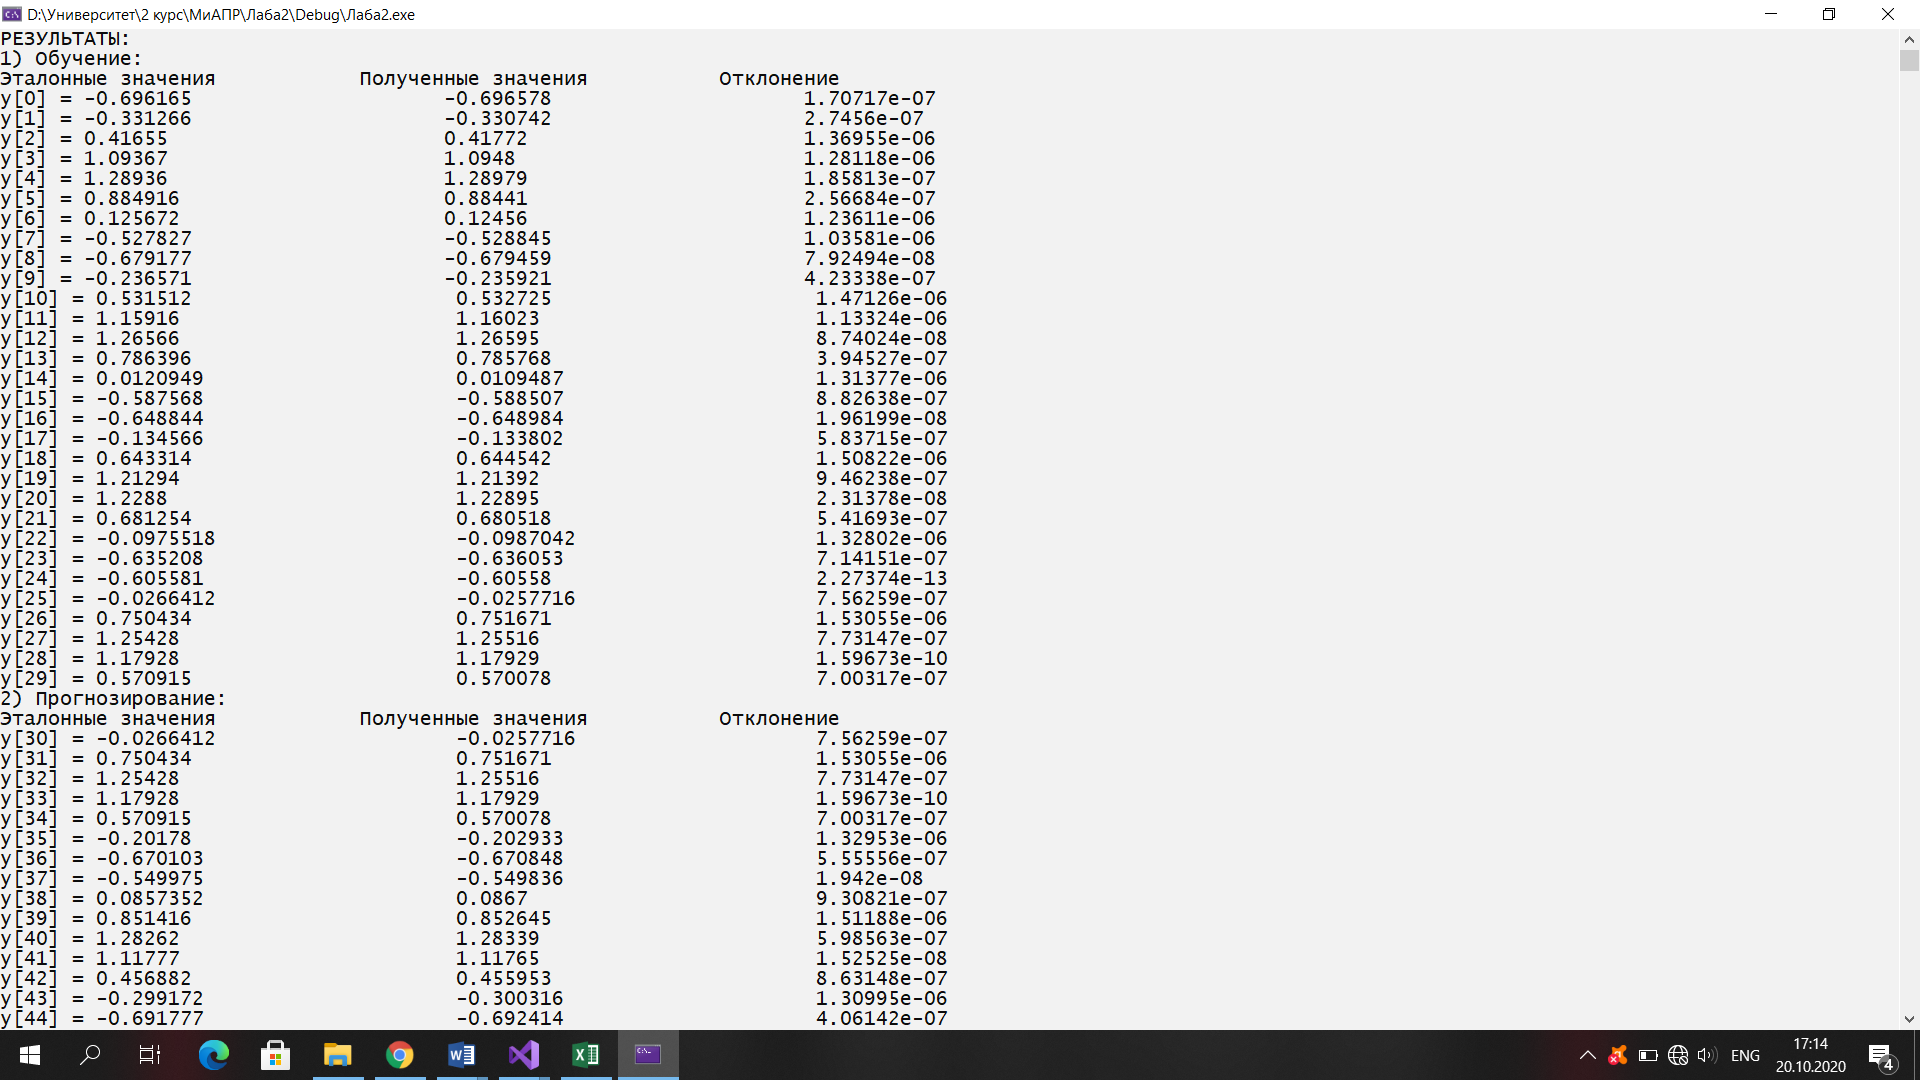 D:\Университет\2 курс\МиАПР\Лаба2\Debug\Лаба2.exe
РЕЗУЛЬТАТЫ:
1) Обучение:
Эталонные значения Полученные значения Отклонение
y[0] = -0.696165 -0.696578 1.70717e-07
y[1] = -0.331266 -0.330742 2.7456e-07
y[2] = 0.41655 0.41772 1.36955e-06
y[3] = 1.09367 1.0948 1.28118e-06
y[4] = 1.28936 1.28979 1.85813e-07
y[5] = 0.884916 0.88441 2.56684e-07
y[6] = 0.125672 0.12456 1.23611e-06
y[7] = -0.527827 -0.528845 1.03581e-06
y[8] = -0.679177 -0.679459 7.92494e-08
y[9] = -0.236571 -0.235921 4.23338e-07
y[10] = 0.531512 0.532725 1.47126e-06
y[11] = 1.15916 1.16023 1.13324e-06
y[12] = 1.26566 1.26595 8.74024e-08
y[13] = 0.786396 0.785768 3.94527e-07
y[14] = 0.0120949 0.0109487 1.31377e-06
y[15] = -0.587568 -0.588507 8.82638e-07
y[16] = -0.648844 -0.648984 1.96199e-08
y[17] = -0.134566 -0.133802 5.83715e-07
y[18] = 0.643314 0.644542 1.50822e-06
y[19] = 1.21294 1.21392 9.46238e-07
y[20] = 1.2288 1.22895 2.31378e-08
y[21] = 0.681254 0.680518 5.41693e-07
y[22] = -0.0975518 -0.0987042 1.32802e-06
y[23] = -0.635208 -0.636053 7.14151e-07
y[24] = -0.605581 -0.60558 2.27374e-13
y[25] = -0.0266412 -0.0257716 7.56259e-07
y[26] = 0.750434 0.751671 1.53055e-06
y[27] = 1.25428 1.25516 7.73147e-07
y[28] = 1.17928 1.17929 1.59673e-10
y[29] = 0.570915 0.570078 7.00317e-07
2) Прогнозирование:
Эталонные значения Полученные значения Отклонение
y[30] = -0.0266412 -0.0257716 7.56259e-07
y[31] = 0.750434 0.751671 1.53055e-06
y[32] = 1.25428 1.25516 7.73147e-07
y[33] = 1.17928 1.17929 1.59673e-10
y[34] = 0.570915 0.570078 7.00317e-07
y[35] = -0.20178 -0.202933 1.32953e-06
y[36] = -0.670103 -0.670848 5.55556e-07
y[37] = -0.549975 -0.549836 1.942e-08
y[38] = 0.0857352 0.0867 9.30821e-07
y[39] = 0.851416 0.852645 1.51188e-06
y[40] = 1.28262 1.28339 5.98563e-07
y[41] = 1.11777 1.11765 1.52525e-08
y[42] = 0.456882 0.455953 8.63148e-07
y[43] = -0.299172 -0.300316 1.30995e-06
y[44] = -0.691777 -0.692414 4.06142e-07
ENG
17:14
20.10.2020
4